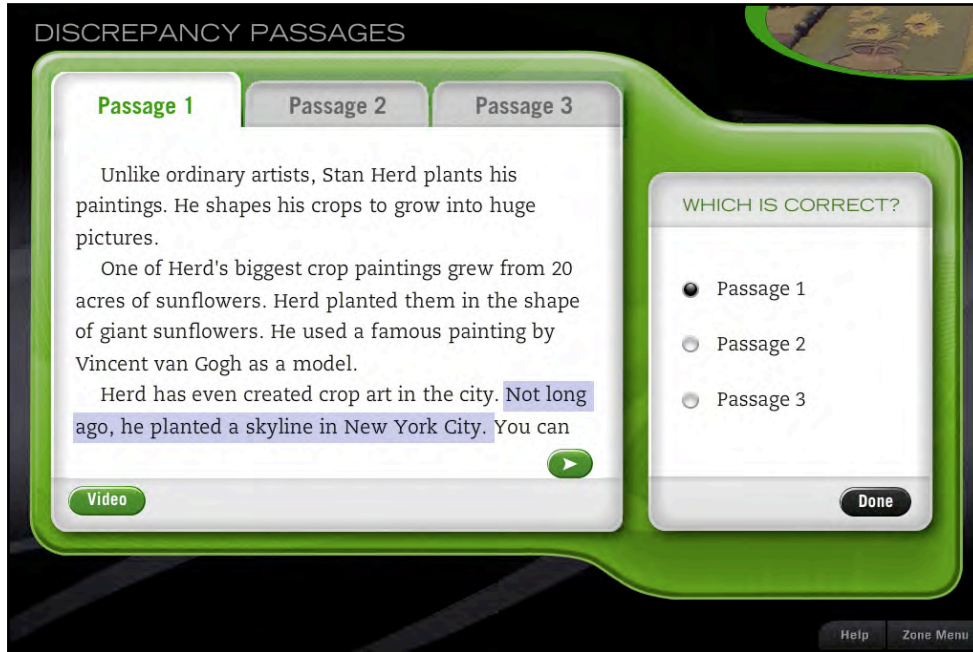 DISCREPANCY PASSAGES
Passage 1
Passage 2
Passage 3
Unlike ordinary artists, Stan Herd plants his
paintings. He shapes his crops to grow into huge
pictures.
One of Herd's biggest crop paintings grew from 20
acres of sunflowers. Herd planted them in the shape
of giant sunflowers. He used a famous painting by
Vincent van Gogh as a model.
Herd has even created crop art in the city. Not long
ago, he planted a skyline in New York City. You can
Video
WHICH IS CORRECT?
Passage 1
Passage 2
Passage 3
Done
Help
Zone Menu